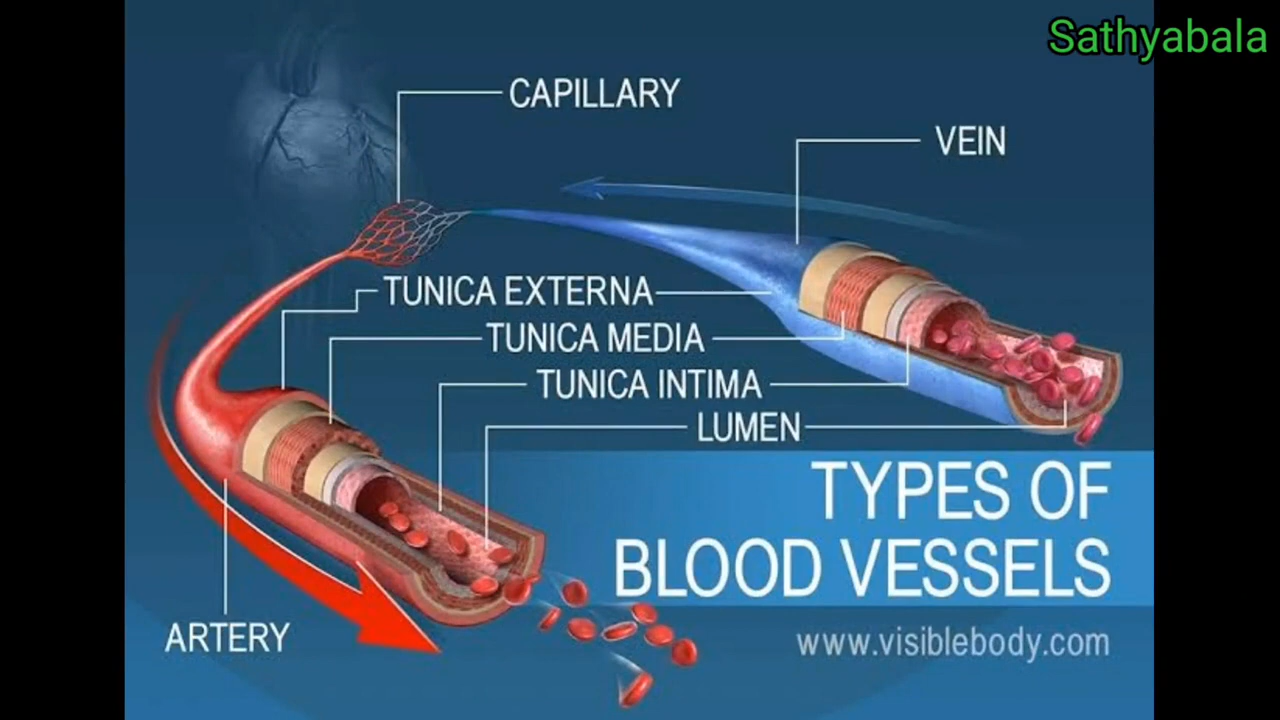 Sathyabala
CAPILLARY
VEIN
TUNICA EXTERNA
TUNICA MEDIA
TUNICA INTIMA
LUMEN
TYPES OF
BLOOD VESSELS
ARTERY
www.visiblebody.com